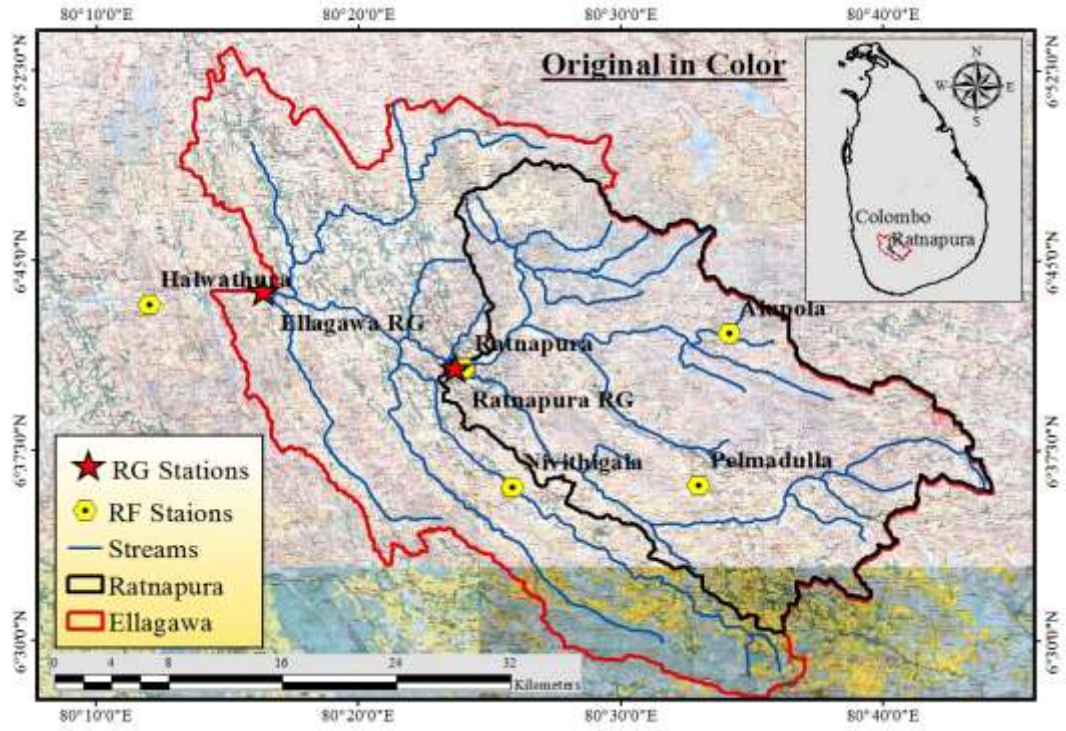 80°10'0"E 80°20'0"E 80°30'0"E 80°40'0"E
6°52'30"N
6°52'30"N
Original in Color
N
W E
S
Colombo
Ratnapura
6°45'0"N
6°45'0"N
Halwathura
Ellagawa RG
Alupola
Ratnapura
Ratnapura RG
6°37'30"N
6°37'30"N
Nivithigala
Pelmadulla
RG Stations
RF Staions
Streams
Ratnapura
Ellagawa
6°30'0"N
6°30'0"N
0 4 8 16 24 32
Kilometers
80°10'0"E 80°20'0"E 80°30'0"E 80°40'0"E